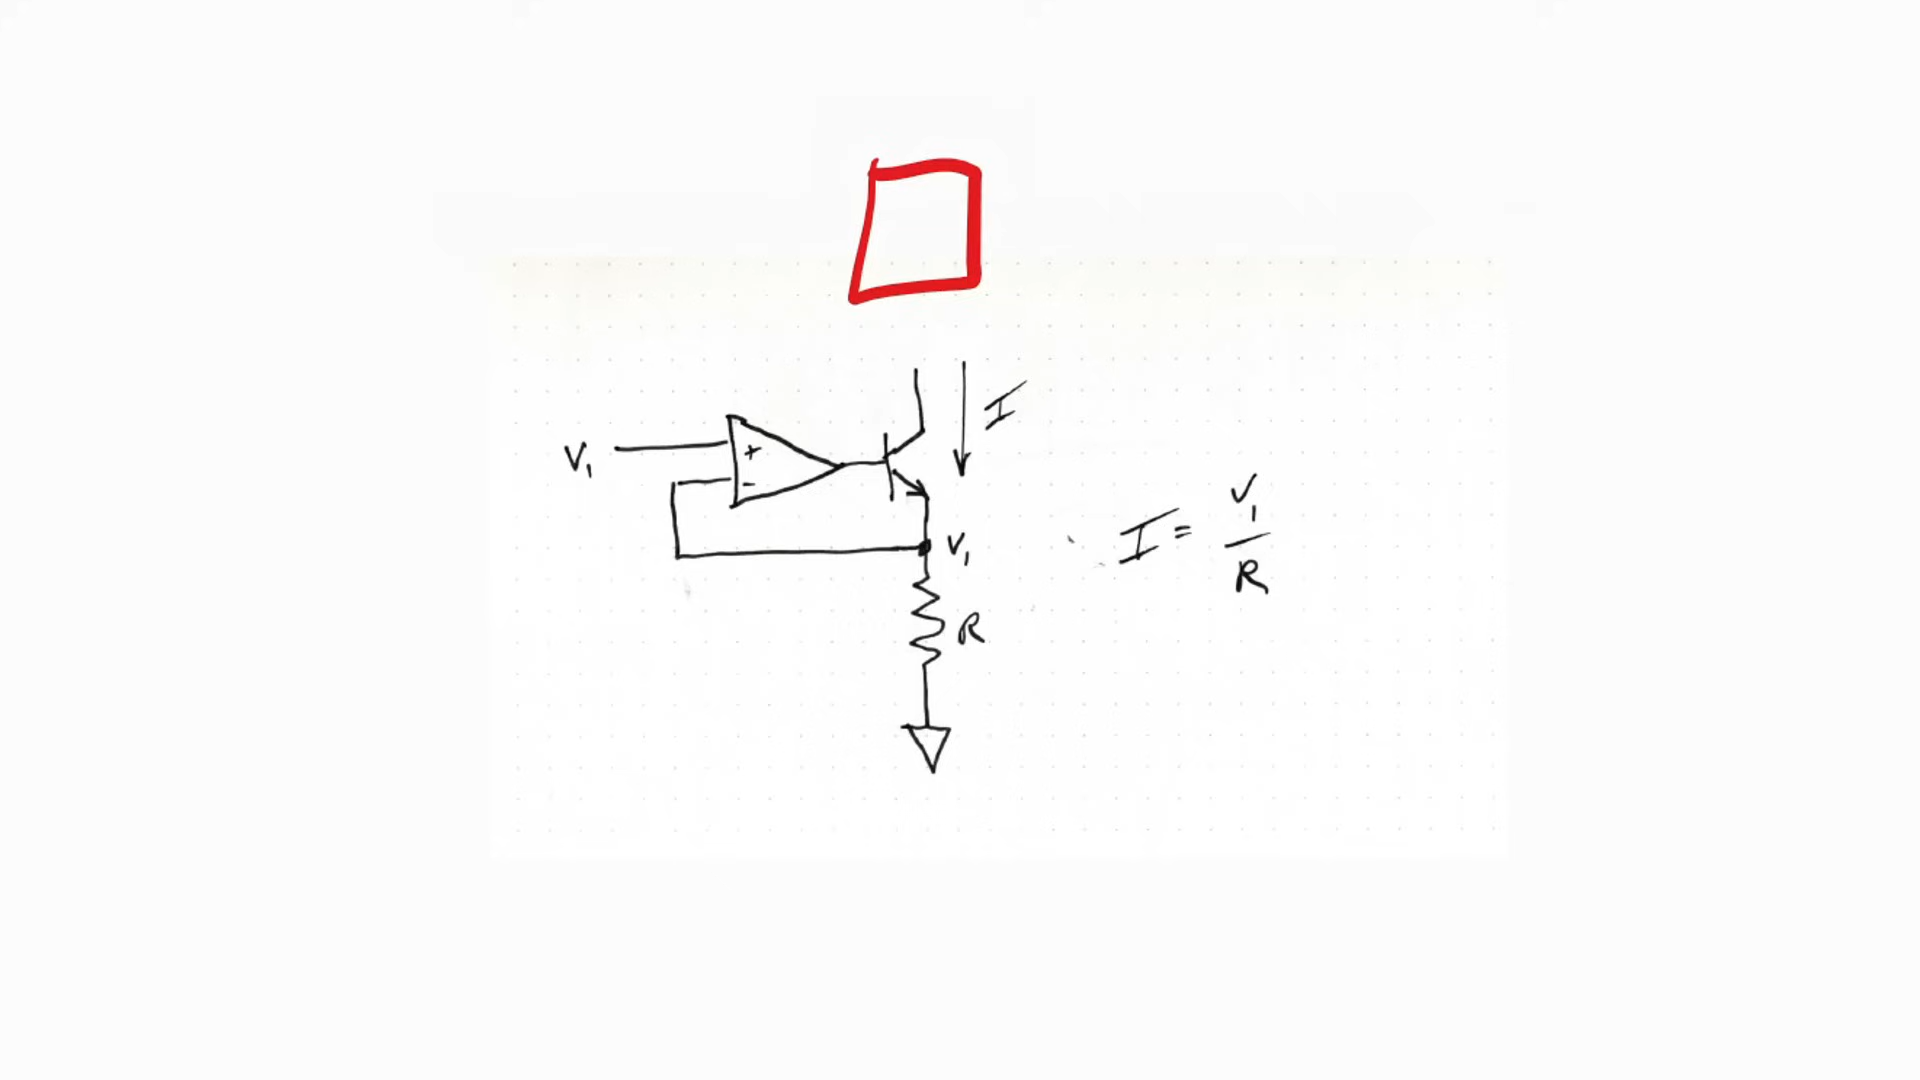 I
V₁
+
-
V₁
I = V₁/R
R